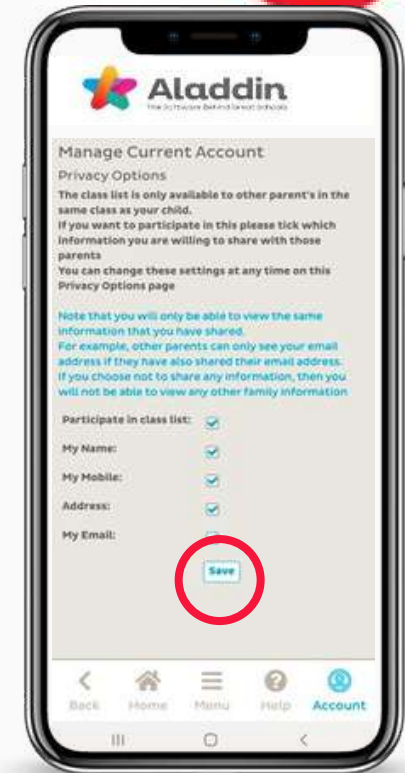 Aladdin
The Software Behind Great Schools
Manage Current Account
Privacy Options
The class list is only available to other parent's in the
same class as your child.
If you want to participate in this please tick which
information you are willing to share with those
parents
You can change these settings at any time on this
Privacy Options page
Note that you will only be able to view the same
information that you have shared.
For example, other parents can only see your email
address if they have also shared their email address.
If you choose not to share any information, then you
will not be able to view any other family information
Participate in class list:
My Name:
My Mobile:
Address:
My Email:
Save
Back Home Menu Help Account